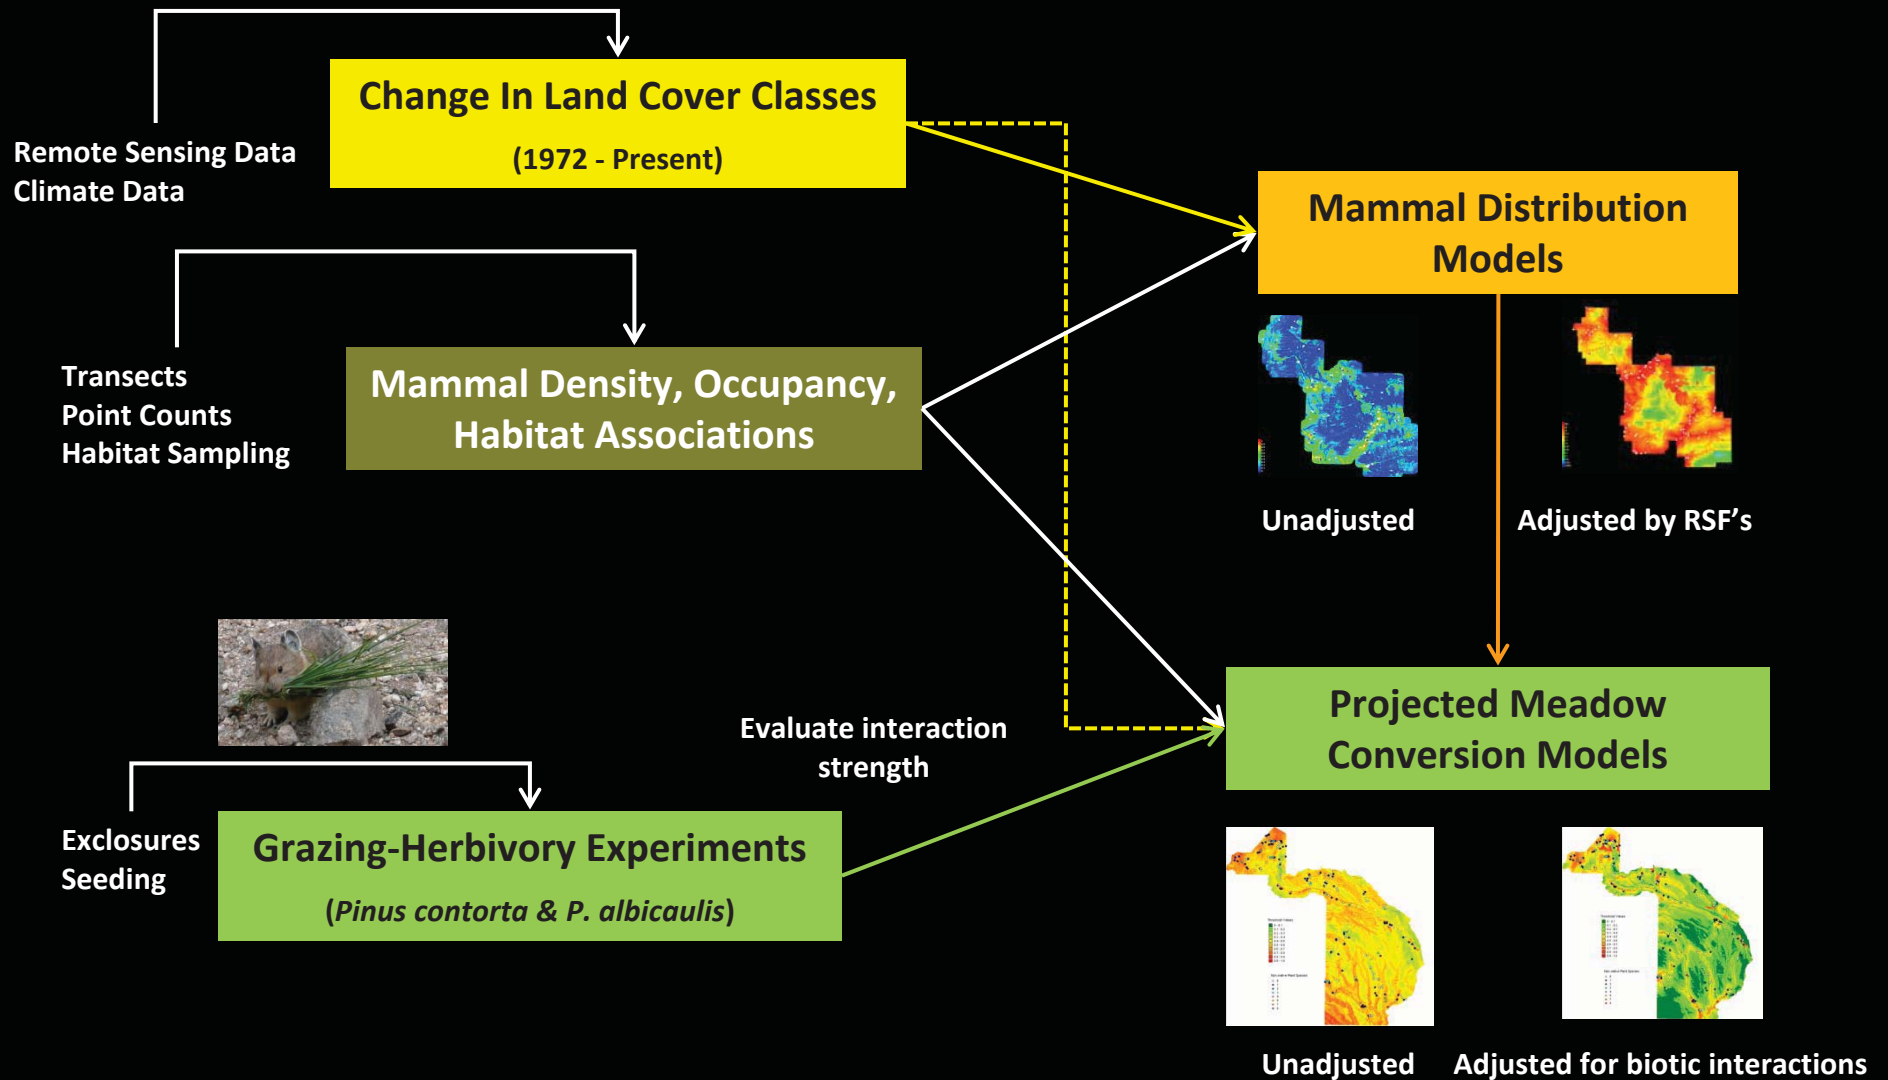 Change In Land Cover Classes
(1972 - Present)
Remote Sensing Data
Climate Data
Mammal Distribution
Models
Transects
Point Counts
Habitat Sampling
Mammal Density, Occupancy,
Habitat Associations
Unadjusted
Adjusted by RSF's
Evaluate interaction
strength
Projected Meadow
Conversion Models
Exclosures
Seeding
Grazing-Herbivory Experiments
(Pinus contorta & P. albicaulis)
Unadjusted
Adjusted for biotic interactions